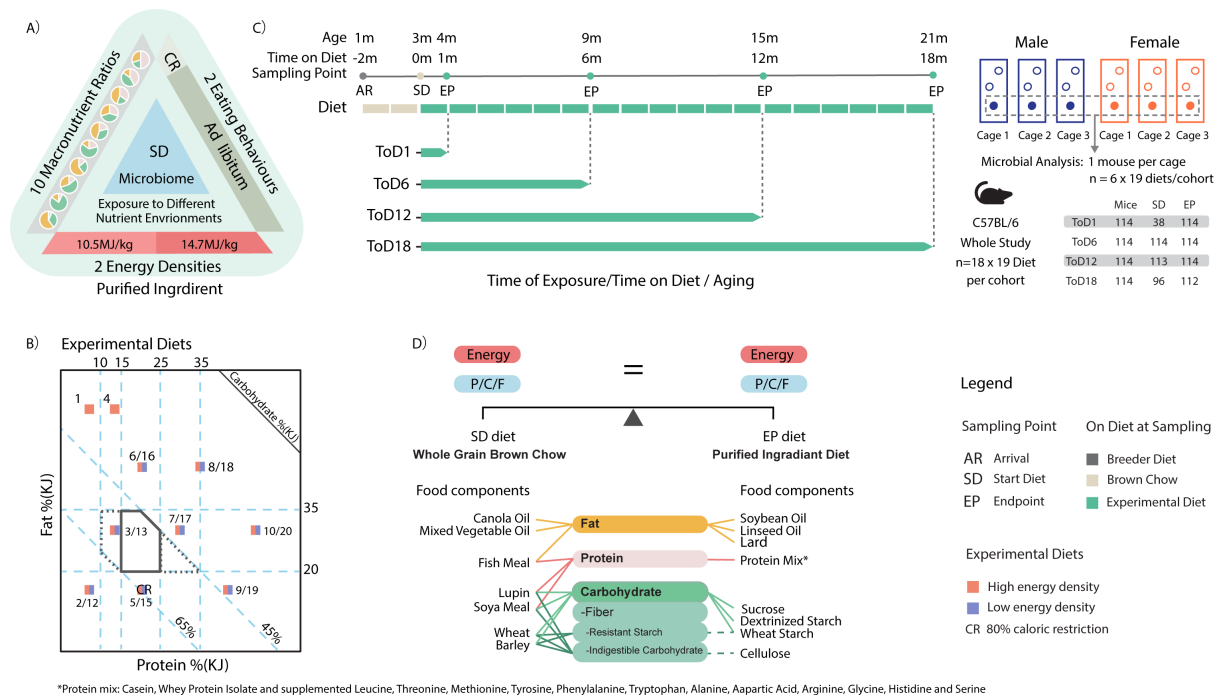 A)
10 Macronutrient Ratios
CR
2 Eating Behaviours
Ad libitum
SD
Microbiome
Exposure to Different
Nutrient Envrionments
10.5MJ/kg
14.7MJ/kg
2 Energy Densities
Purified Ingrdirent
C)
Age 1m 3m 4m 9m 15m 21m
Time on Diet -2m 0m 1m 6m 12m 18m
Sampling Point
AR SD EP EP EP EP
Diet
ToD1
ToD6
ToD12
ToD18
Time of Exposure/Time on Diet / Aging
Male Female
Cage 1 Cage 2 Cage 3 Cage 1 Cage 2 Cage 3
Microbial Analysis: 1 mouse per cage
n = 6 x 19 diets/cohort
C57BL/6
Whole Study
n=18 x 19 Diet
per cohort
Mice SD EP
ToD1 114 38 114
ToD6 114 114 114
ToD12 114 113 114
ToD18 114 96 112
B)
Experimental Diets
10 15 25 35
Carbohydrate %(KJ)
1 4
6/16
8/18
Fat %(KJ)
35
7/17
3/13
10/20
20
CR
2/12
5/15
9/19
65%
45%
Protein %(KJ)
D)
Energy
P/C/F
=
Energy
P/C/F
SD diet
Whole Grain Brown Chow
EP diet
Purified Ingradiant Diet
Food components
Food components
Canola Oil
Mixed Vegetable Oil
Fish Meal
Lupin
Soya Meal
Wheat
Barley
Fat
Protein
Carbohydrate
-Fiber
-Resistant Starch
-Indigestible Carbohydrate
Soybean Oil
Linseed Oil
Lard
Protein Mix*
Sucrose
Dextrinized Starch
Wheat Starch
Cellulose
Legend
Sampling Point
AR Arrival
SD Start Diet
EP Endpoint
On Diet at Sampling
Breeder Diet
Brown Chow
Experimental Diet
Experimental Diets
High energy density
Low energy density
CR 80% caloric restriction
*Protein mix: Casein, Whey Protein Isolate and supplemented Leucine, Threonine, Methionine, Tyrosine, Phenylalanine, Tryptophan, Alanine, Aapartic Acid, Arginine, Glycine, Histidine and Serine